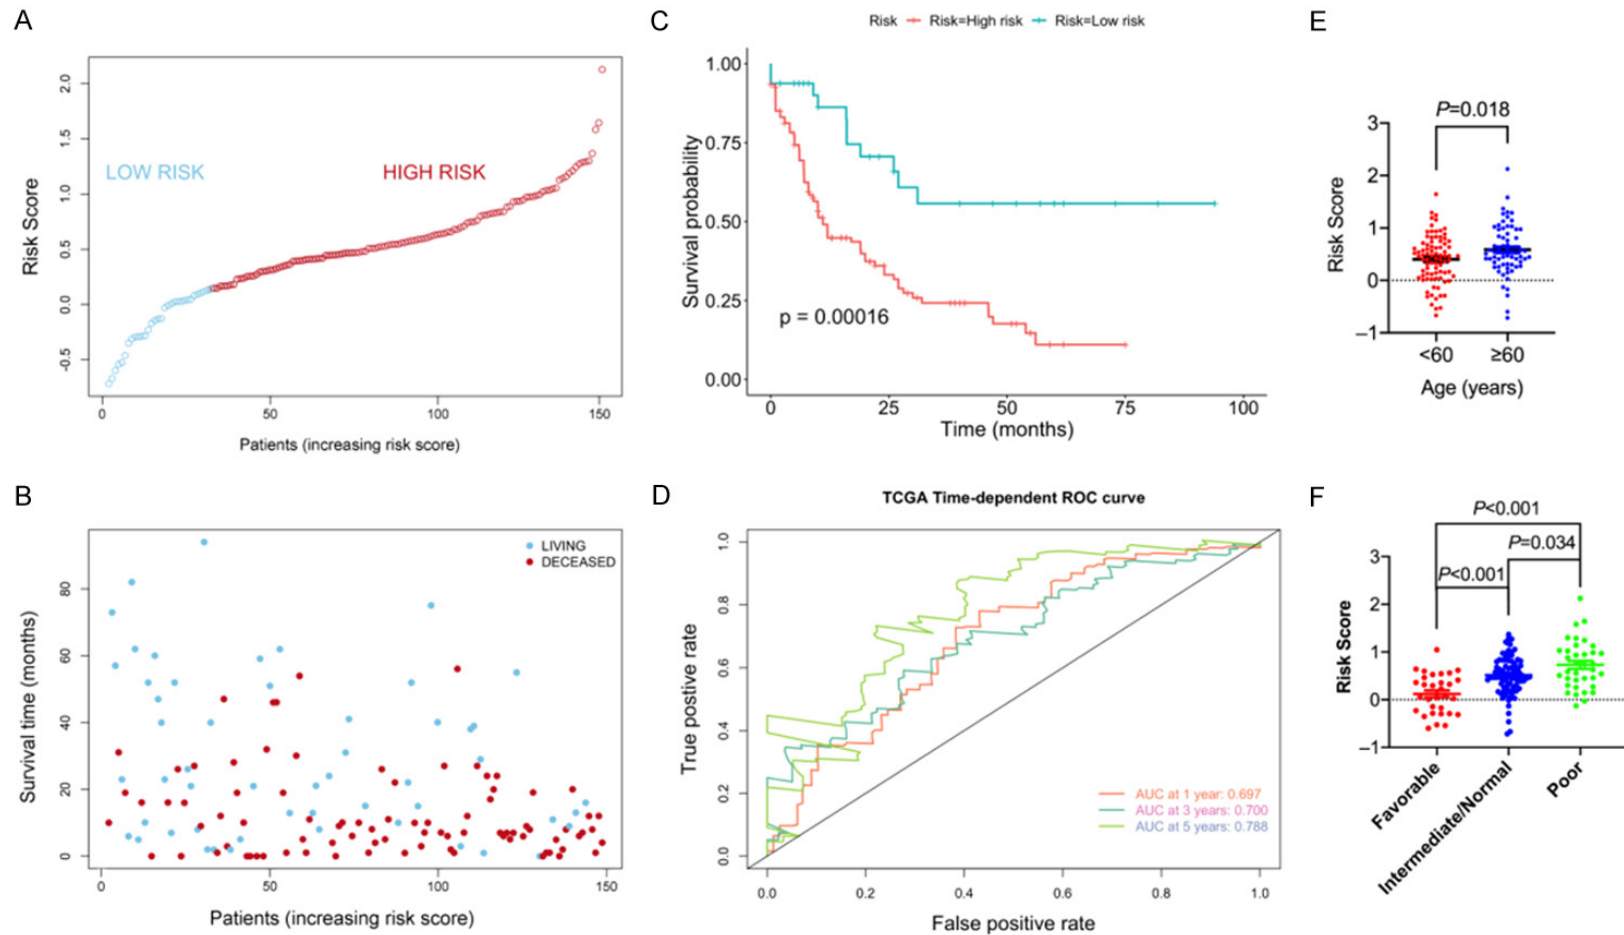 A
2.0
1.5
1.0
0.5
0.0
-0.5
Risk Score
LOW RISK
HIGH RISK
0
50
100
150
Patients (increasing risk score)
B
80
60
40
20
0
Survival time (months)
LIVING
DECEASED
0
50
100
150
Patients (increasing risk score)
C
Risk Risk=High risk Risk=Low risk
1.00
0.75
0.50
0.25
0.00
Survival probability
p = 0.00016
0
25
50
75
100
Time (months)
D
TCGA Time-dependent ROC curve
1.0
0.8
0.6
0.4
0.2
0.0
True postive rate
AUC at 1 year: 0.697
AUC at 3 years: 0.700
AUC at 5 years: 0.788
0.0
0.2
0.4
0.6
0.8
1.0
False positive rate
E
P=0.018
3
2
1
0
–1
Risk Score
<60
≥60
Age (years)
F
P<0.001
P=0.034
P<0.001
3
2
1
0
–1
Risk Score
Favorable
Intermediate/Normal
Poor